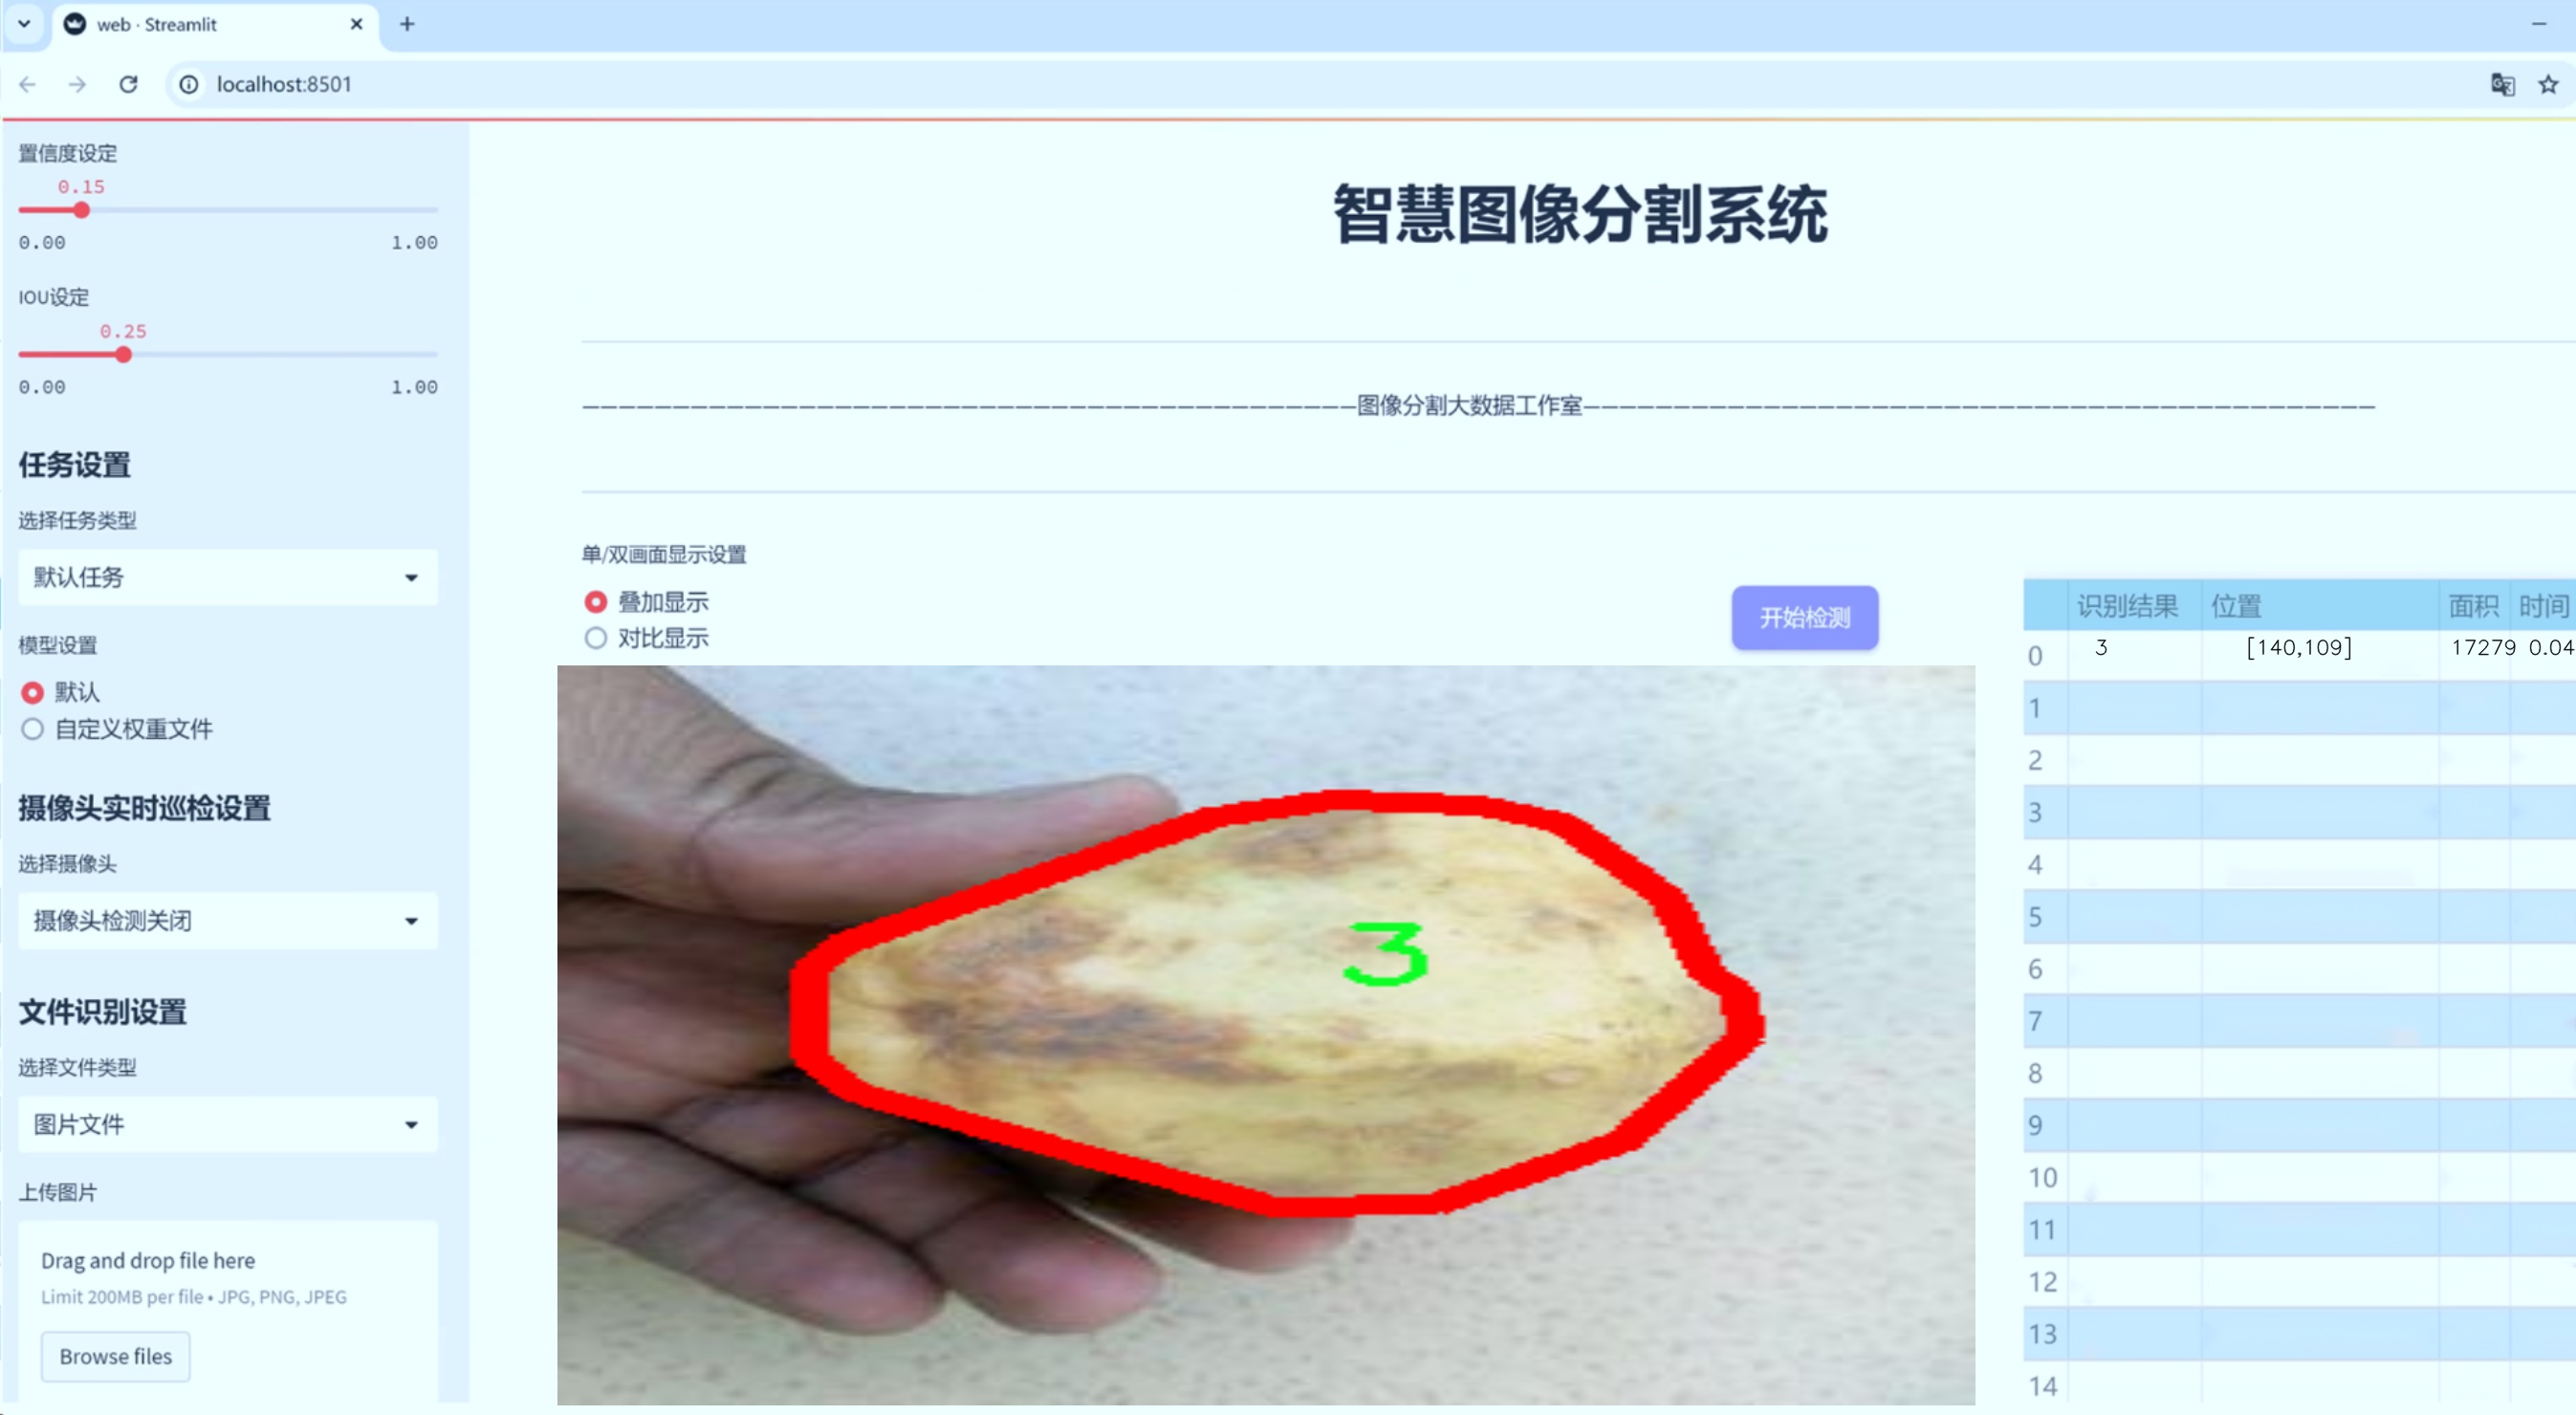 web · Streamlit
localhost:8501
置信度设定
0.15
0.00 1.00
IOU设定
0.25
0.00 1.00
任务设置
选择任务类型
默认任务
模型设置
默认
自定义权重文件
摄像头实时巡检设置
选择摄像头
摄像头检测关闭
文件识别设置
选择文件类型
图片文件
上传图片
Drag and drop file here
Limit 200MB per file • JPG, PNG, JPEG
Browse files
智慧图像分割系统
图像分割大数据工作室
单/双画面显示设置
叠加显示
对比显示
开始检测
3
识别结果 位置 面积 时间
0 3 [140,109] 17279 0.04
1
2
3
4
5
6
7
8
9
10
11
12
13
14